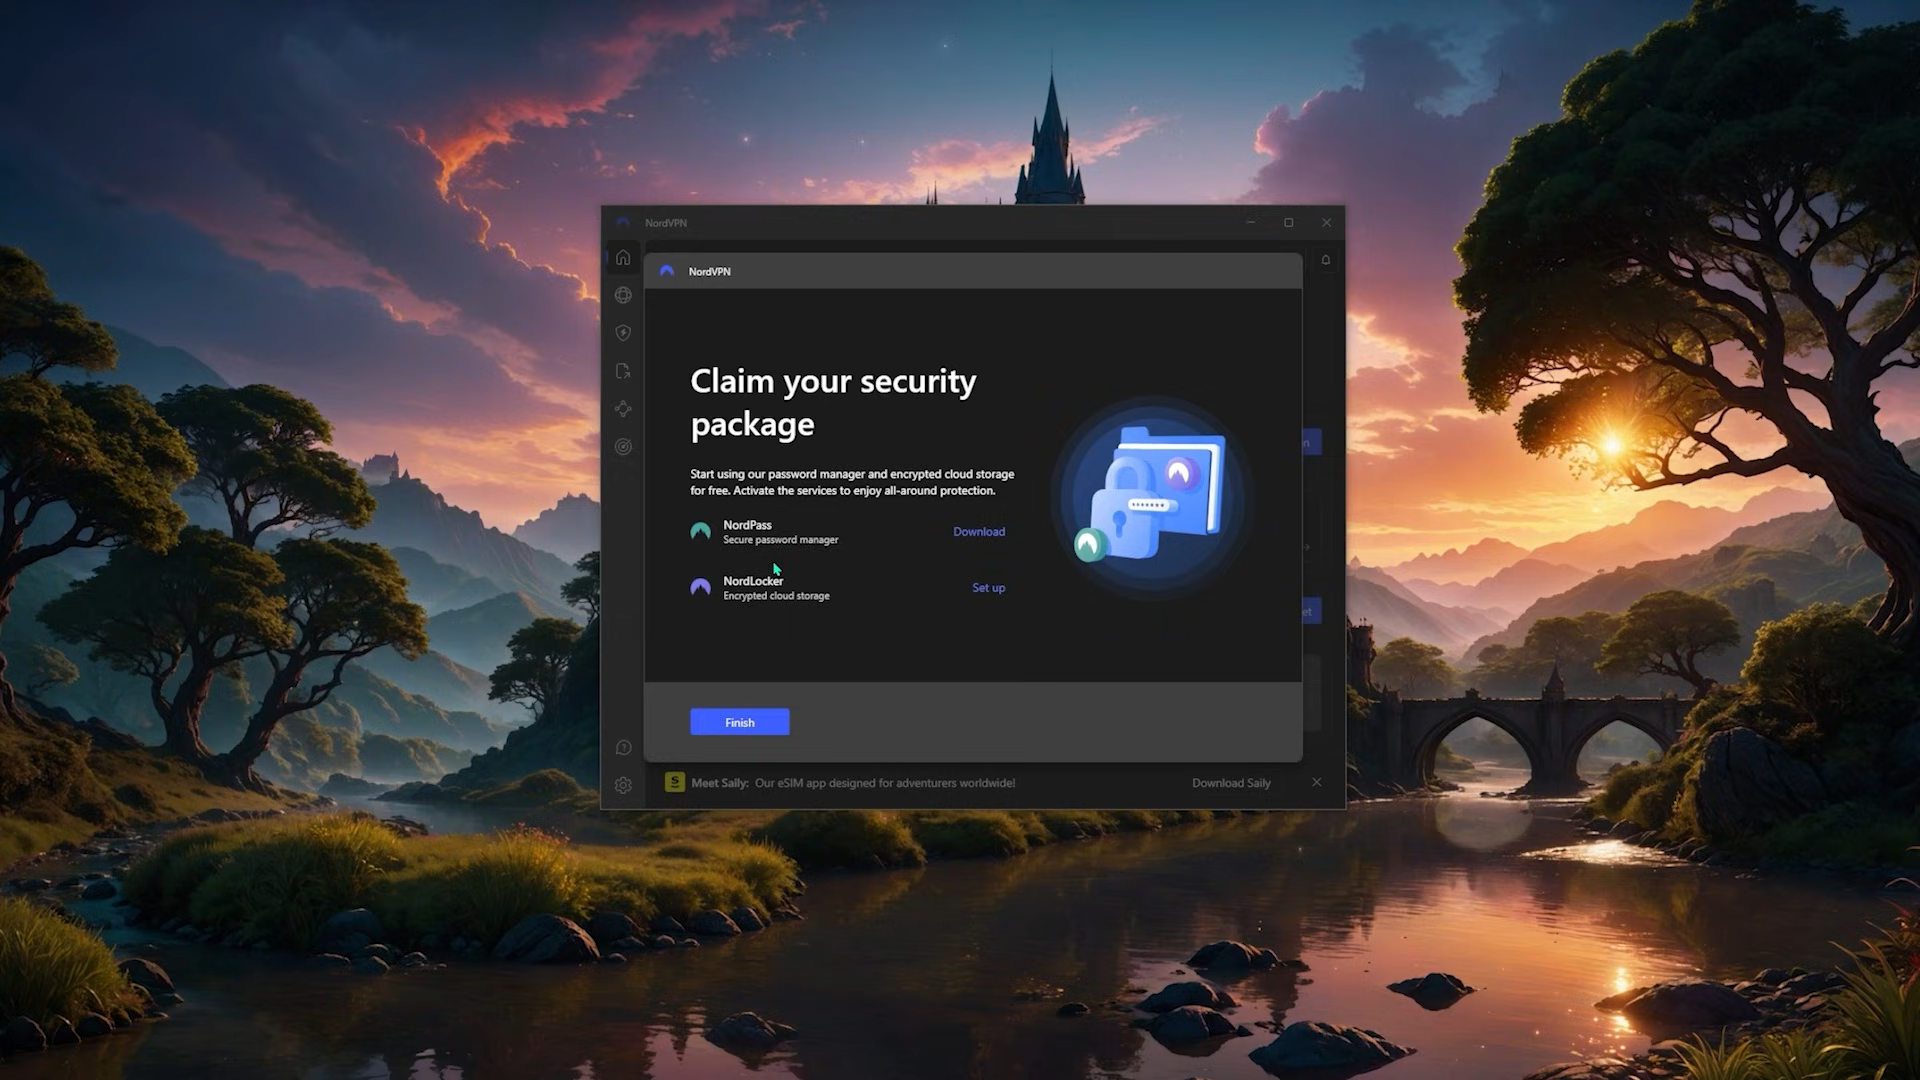 NordVPN
NordVPN
Claim your security
package
Start using our password manager and encrypted cloud storage
for free. Activate the services to enjoy all-around protection.
NordPass
Secure password manager
Download
NordLocker
Encrypted cloud storage
Set up
Finish
S
Meet Saily: Our eSIM app designed for adventurers worldwide!
Download Saily